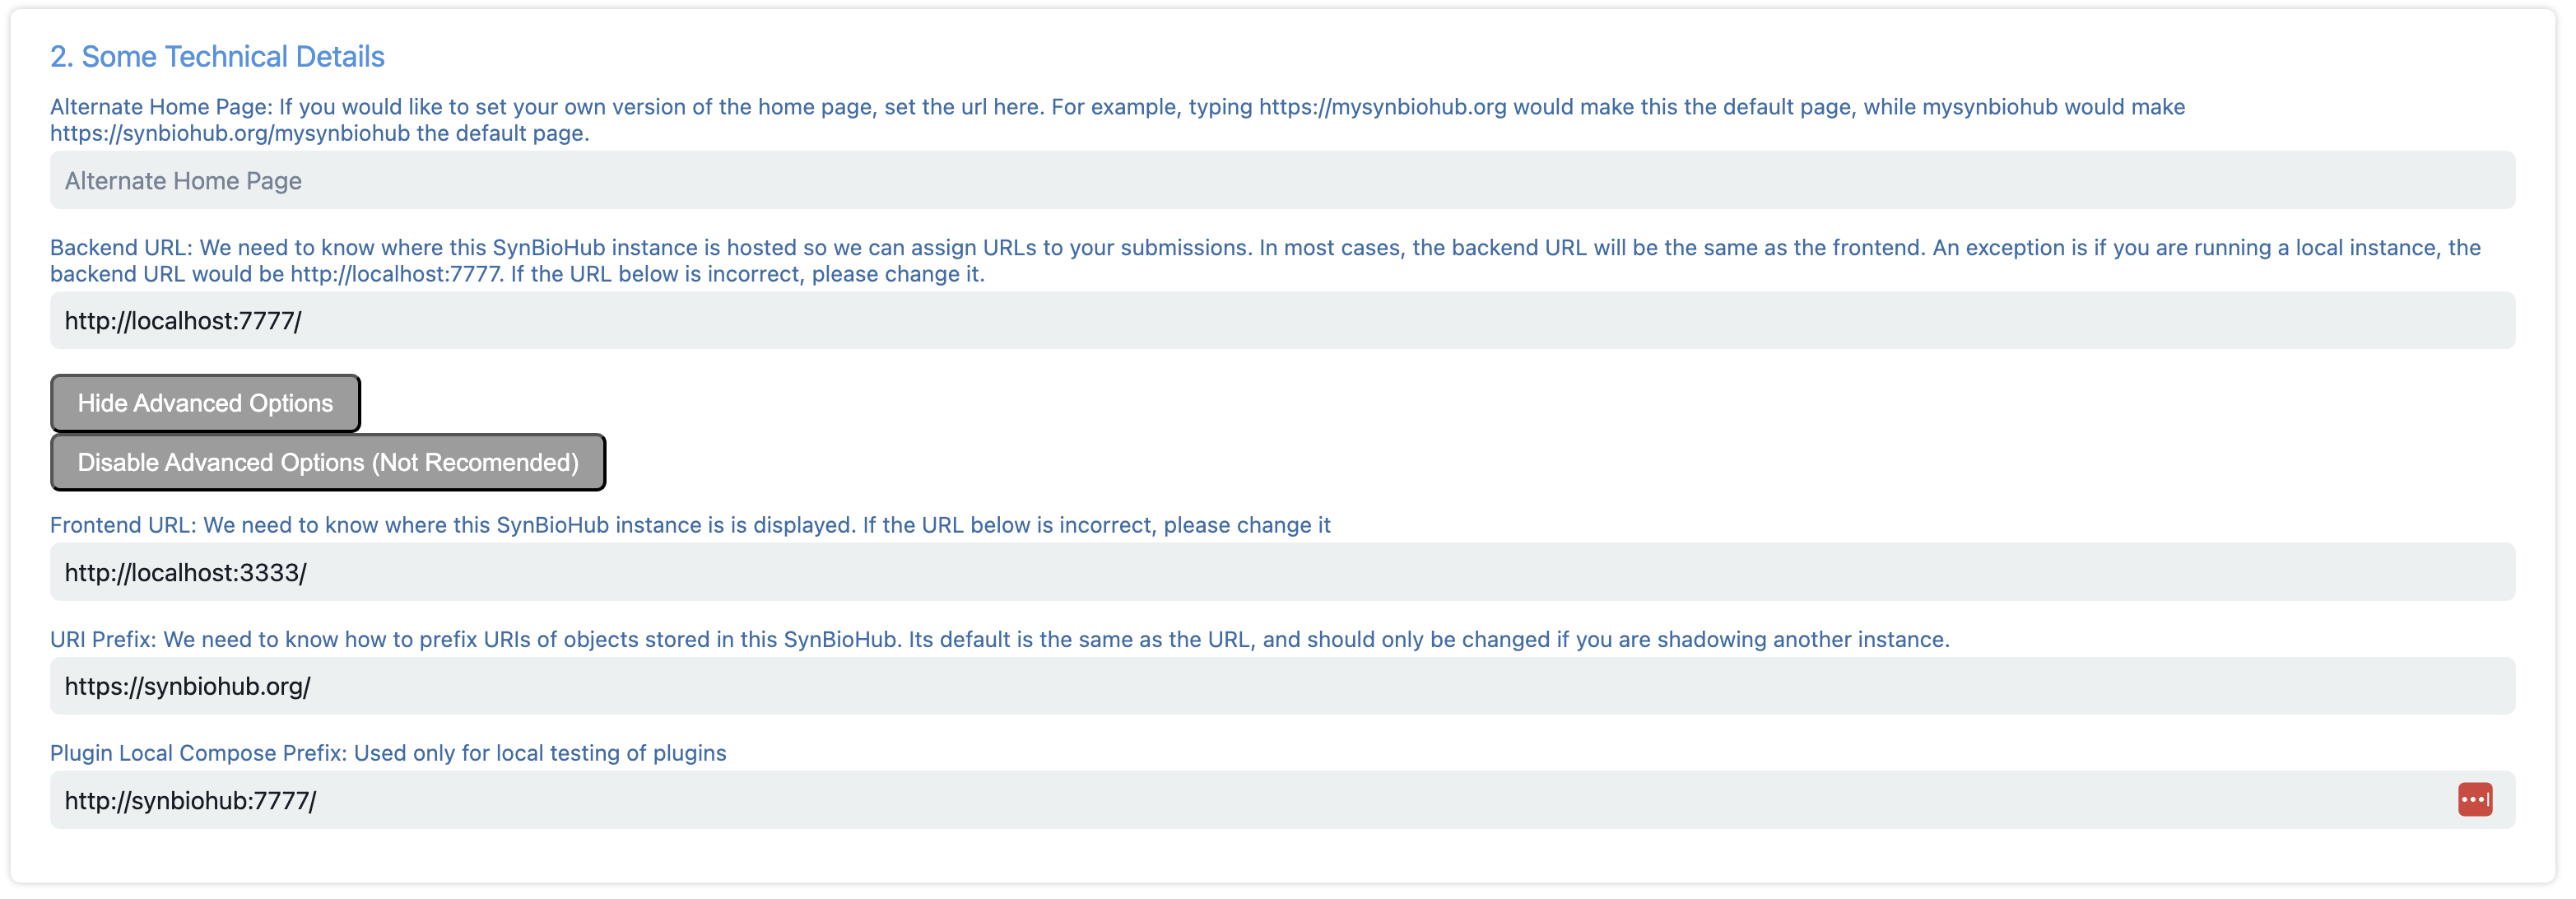 2. Some Technical Details
Alternate Home Page: If you would like to set your own version of the home page, set the url here. For example, typing https://mysynbiohub.org would make this the default page, while mysynbiohub would make
https://synbiohub.org/mysynbiohub the default page.
Alternate Home Page
Backend URL: We need to know where this SynBioHub instance is hosted so we can assign URLs to your submissions. In most cases, the backend URL will be the same as the frontend. An exception is if you are running a local instance, the
backend URL would be http://localhost:7777. If the URL below is incorrect, please change it.
http://localhost:7777/
Hide Advanced Options
Disable Advanced Options (Not Recomended)
Frontend URL: We need to know where this SynBioHub instance is is displayed. If the URL below is incorrect, please change it
http://localhost:3333/
URI Prefix: We need to know how to prefix URIs of objects stored in this SynBioHub. Its default is the same as the URL, and should only be changed if you are shadowing another instance.
https://synbiohub.org/
Plugin Local Compose Prefix: Used only for local testing of plugins
http://synbiohub:7777/